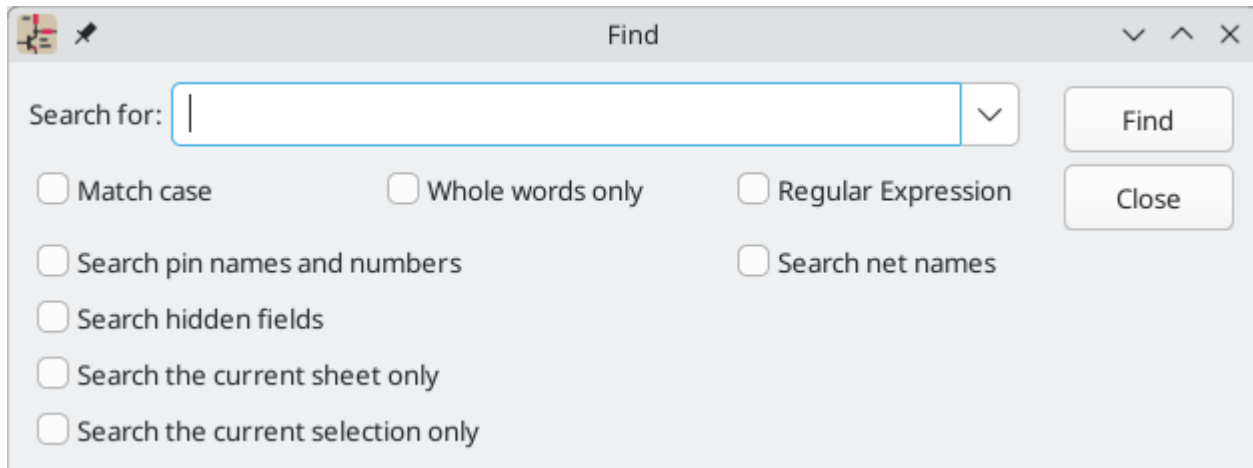 Find
Search for:
Find
Match case Whole words only Regular Expression
Close
Search pin names and numbers Search net names
Search hidden fields
Search the current sheet only
Search the current selection only